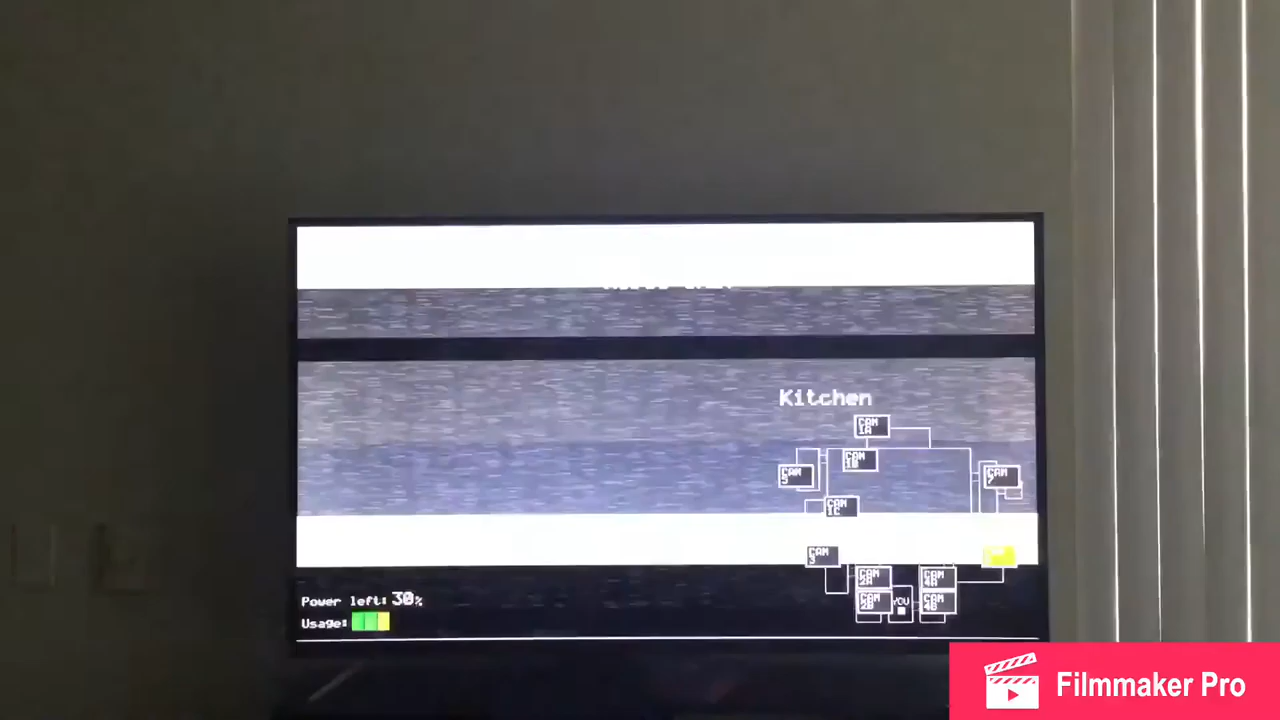 Kitchen
CAM
1A
CAM
1B
CAM
5
CAM
7
CAM
1C
CAM
3
CAM
2A
CAM
4A
CAM
2B
YOU
CAM
4B
Power left: 30%
Usage:
Filmmaker Pro